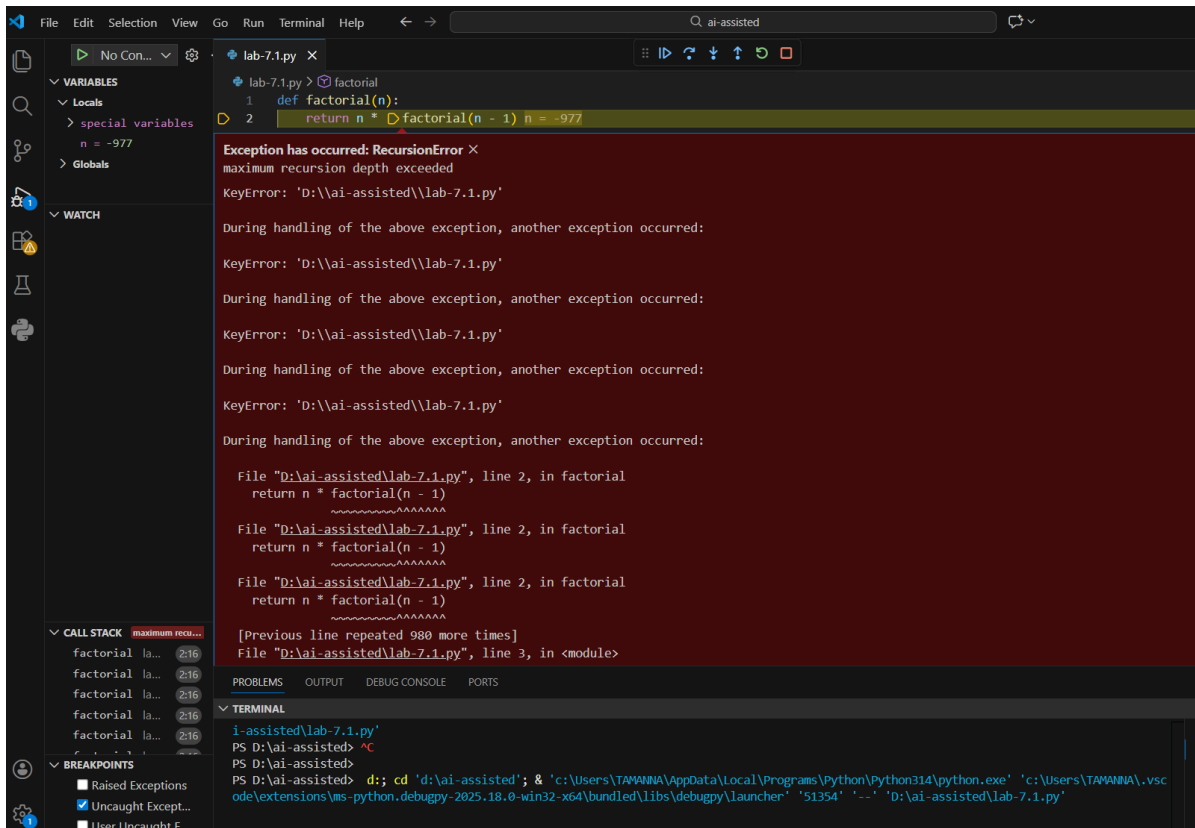 File Edit Selection View Go Run Terminal Help ai-assisted
No Con...
VARIABLES
Locals
special variables
n = -977
Globals
WATCH
CALL STACK maximum recu...
factorial la... 2:16
factorial la... 2:16
factorial la... 2:16
factorial la... 2:16
factorial la... 2:16
BREAKPOINTS
Raised Exceptions
Uncaught Except...
User Uncaught E
1
1
lab-7.1.py
lab-7.1.py > factorial
1 def factorial(n):
2 return n * factorial(n - 1) n = -977
Exception has occurred: RecursionError
maximum recursion depth exceeded
KeyError: 'D:\\ai-assisted\\lab-7.1.py'
During handling of the above exception, another exception occurred:
KeyError: 'D:\\ai-assisted\\lab-7.1.py'
During handling of the above exception, another exception occurred:
KeyError: 'D:\\ai-assisted\\lab-7.1.py'
During handling of the above exception, another exception occurred:
KeyError: 'D:\\ai-assisted\\lab-7.1.py'
During handling of the above exception, another exception occurred:
File "D:\ai-assisted\lab-7.1.py", line 2, in factorial
return n * factorial(n - 1)
~~~~~~~~~^^^^^^^
File "D:\ai-assisted\lab-7.1.py", line 2, in factorial
return n * factorial(n - 1)
~~~~~~~~~^^^^^^^
File "D:\ai-assisted\lab-7.1.py", line 2, in factorial
return n * factorial(n - 1)
~~~~~~~~~^^^^^^^
[Previous line repeated 980 more times]
File "D:\ai-assisted\lab-7.1.py", line 3, in <module>
PROBLEMS OUTPUT DEBUG CONSOLE PORTS
TERMINAL
i-assisted\lab-7.1.py'
PS D:\ai-assisted> ^C
PS D:\ai-assisted>
PS D:\ai-assisted> d:; cd 'd:\ai-assisted'; & 'c:\Users\TAMANNA\AppData\Local\Programs\Python\Python314\python.exe' 'c:\Users\TAMANNA\.vsc
ode\extensions\ms-python.debugpy-2025.18.0-win32-x64\bundled\libs\debugpy\launcher' '51354' '--' 'D:\ai-assisted\lab-7.1.py'